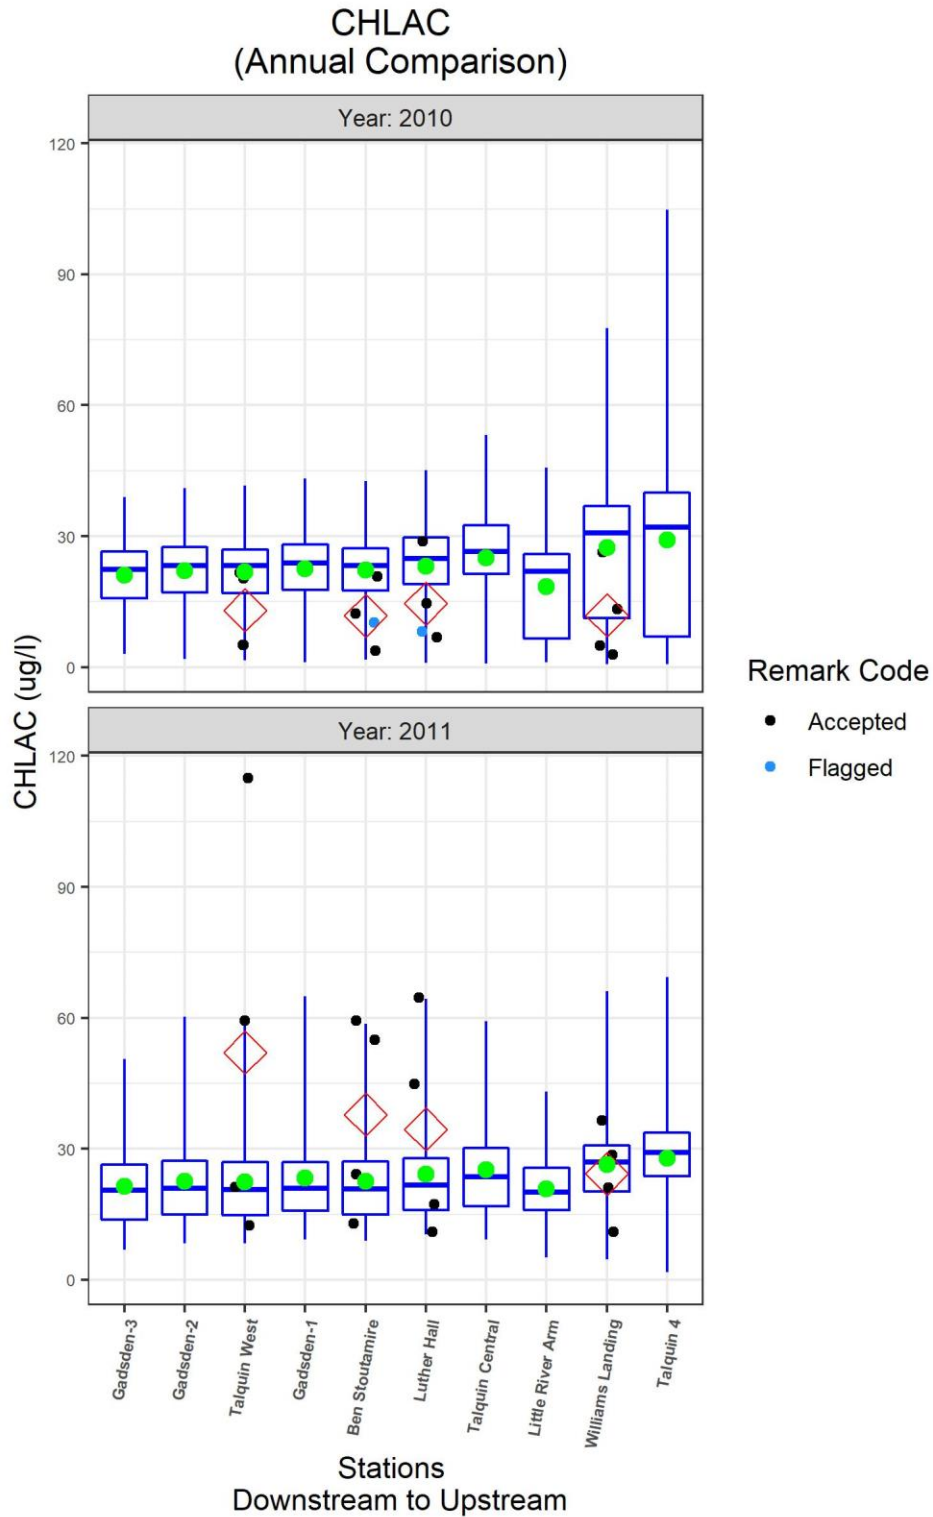 CHLAC
(Annual Comparison)
Year: 2010
120
90
60
30
0
CHLAC (ug/l)
Year: 2011
120
90
60
30
0
Remark Code
Accepted
Flagged
Gadsden-3
Gadsden-2
Talquin West
Gadsden-1
Ben Stoutamire
Luther Hall
Talquin Central
Little River Arm
Williams Landing
Talquin 4
Stations
Downstream to Upstream